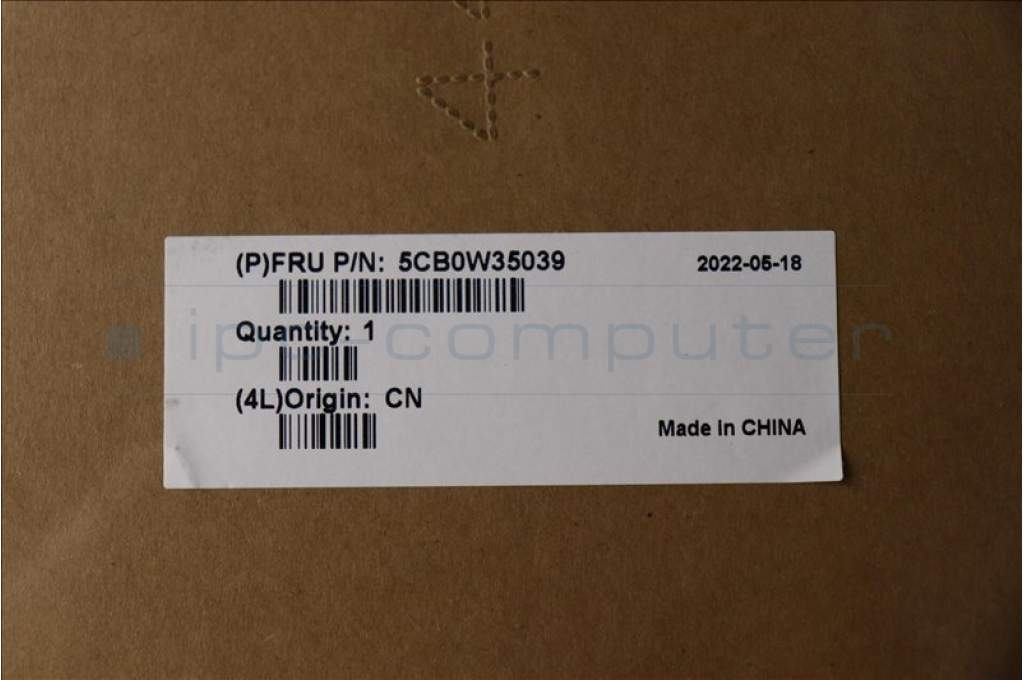 (P)FRU P/N: 5CB0W35039
2022-05-18
Quantity: 1
ipc-computer
(4L)Origin: CN
Made in CHINA